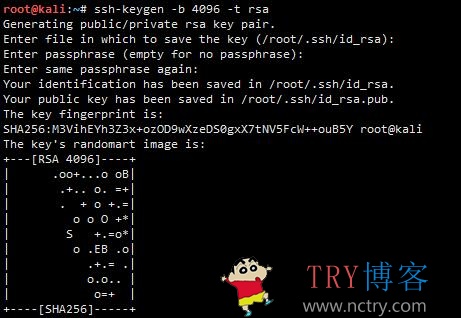 root@kali:~# ssh-keygen -b 4096 -t rsa
Generating public/private rsa key pair.
Enter file in which to save the key (/root/.ssh/id_rsa):
Enter passphrase (empty for no passphrase):
Enter same passphrase again:
Your identification has been saved in /root/.ssh/id_rsa.
Your public key has been saved in /root/.ssh/id_rsa.pub.
The key fingerprint is:
SHA256:M3VihEYh3Z3x+ozOD9wXzeDS0gxX7tNV5FcW++ouB5Y root@kali
The key's randomart image is:
+---[RSA 4096]----+
|      .oo+...o oB|
|      .+.. o. =+|
|      .  + o +.=|
|       o o O +*|
|      S   +.=o*|
|       o .EB .o|
|        .+.= .|
|        o.o.. |
|         o=+  |
+----[SHA256]-----+
TRY博客
www.nctry.com